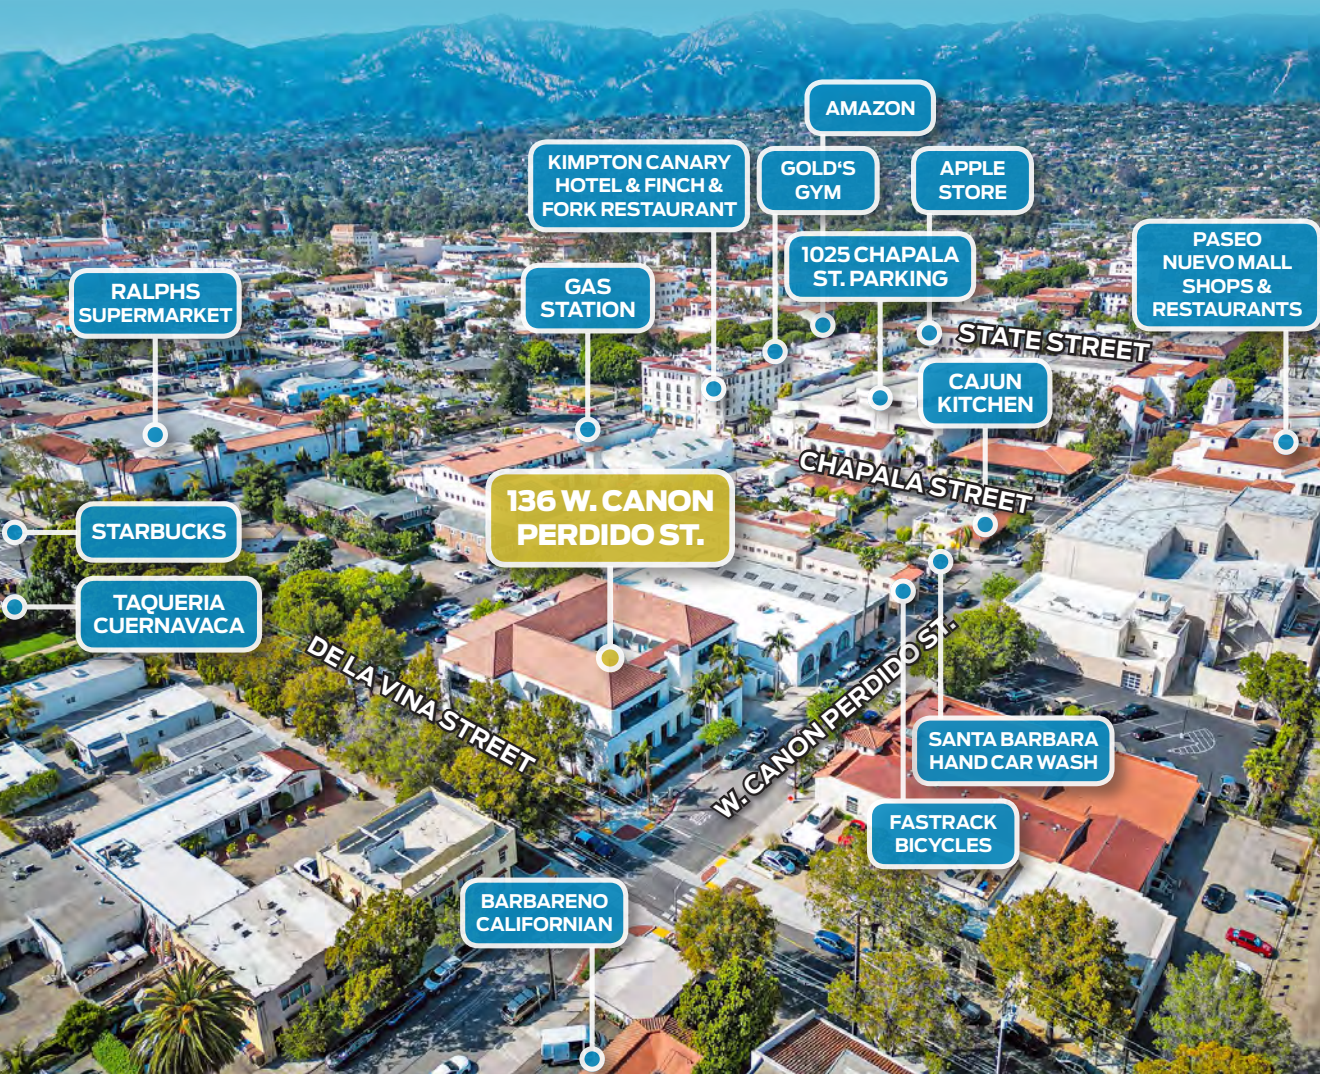 AMAZON
KIMPTON CANARY
HOTEL & FINCH &
FORK RESTAURANT
GOLD'S
GYM
APPLE
STORE
PASEO
NUEVO MALL
SHOPS &
RESTAURANTS
1025 CHAPALA
ST. PARKING
RALPHS
SUPERMARKET
GAS
STATION
STATE STREET
CAJUN
KITCHEN
CHAPALA STREET
136 W. CANON
PERDIDO ST.
STARBUCKS
TAQUERIA
CUERNAVACA
DE LA VINA STREET
W. CANON PERDIDO ST.
SANTA BARBARA
HAND CAR WASH
FASTRACK
BICYCLES
BARBARENO
CALIFORNIAN